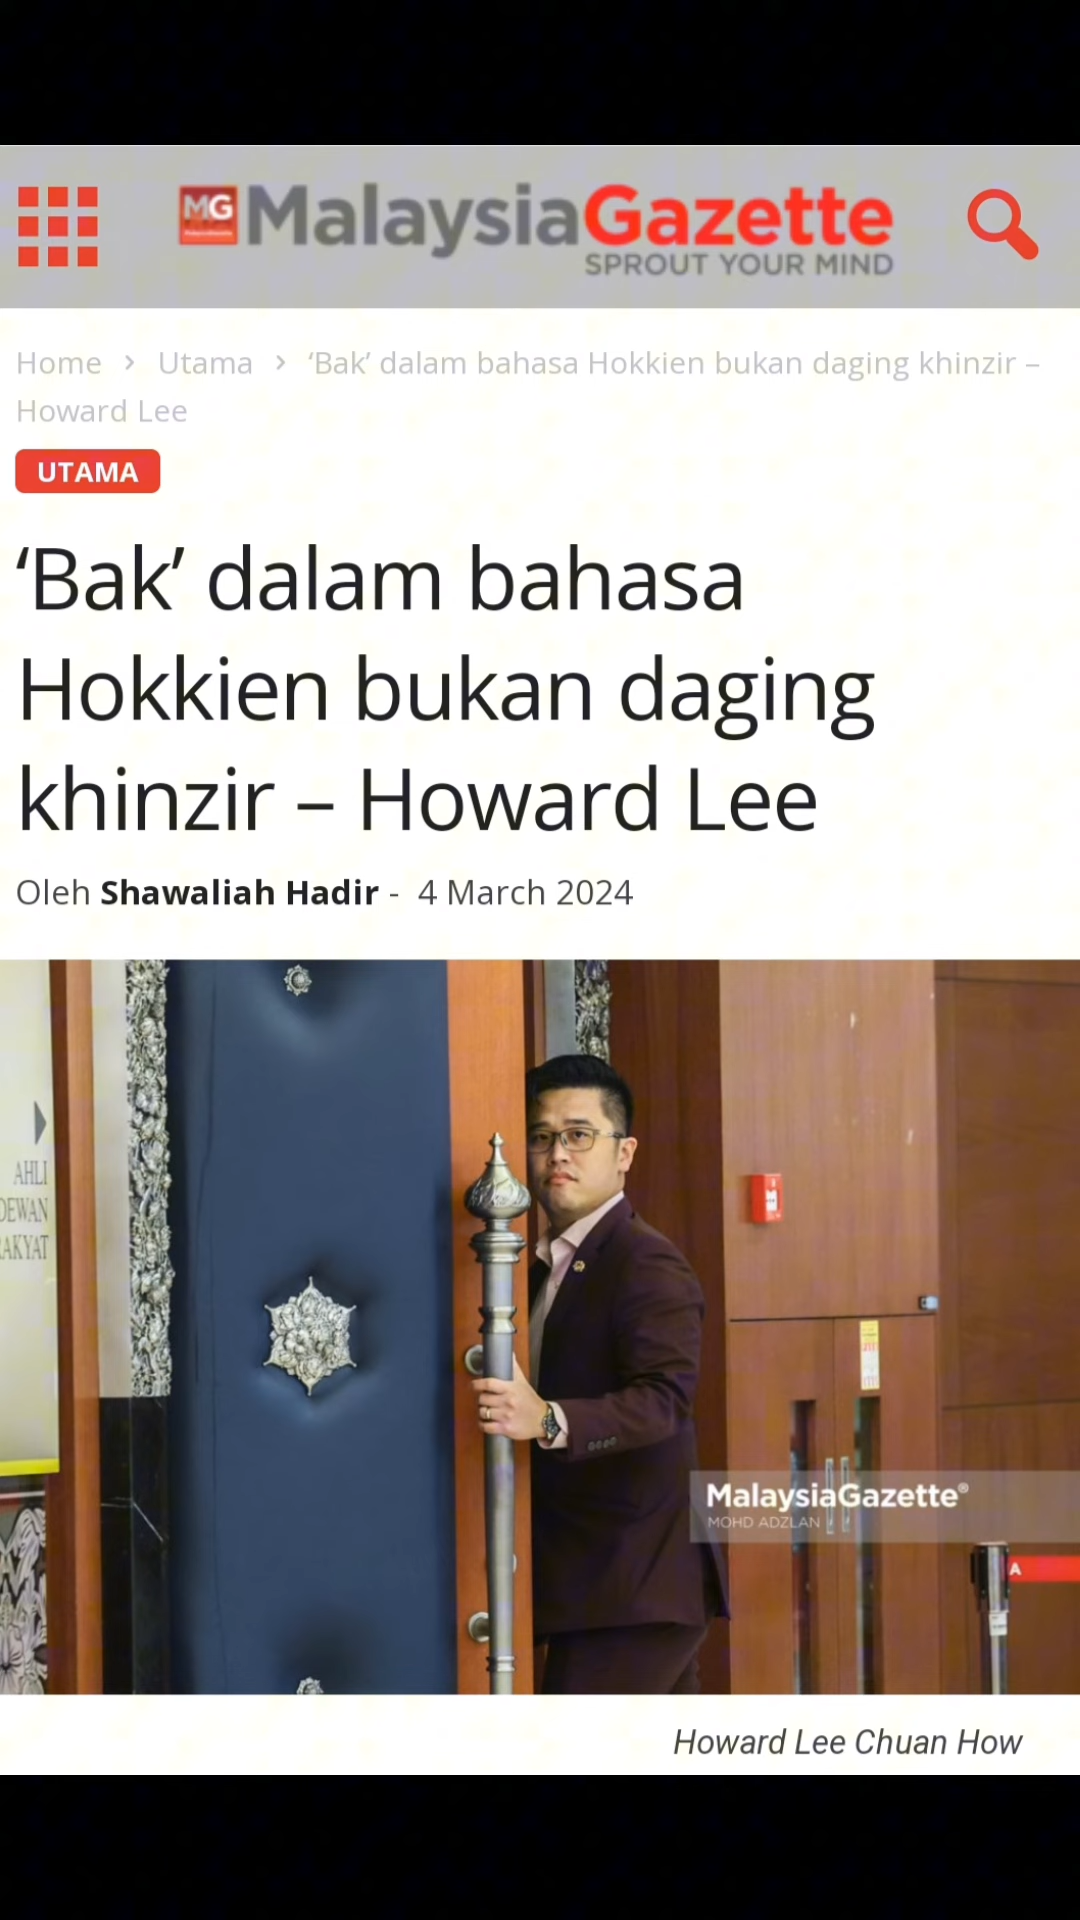 MG MalaysiaGazette
SPROUT YOUR MIND
Home > Utama > ‘Bak’ dalam bahasa Hokkien bukan daging khinzir –
Howard Lee
UTAMA
‘Bak’ dalam bahasa
Hokkien bukan daging
khinzir – Howard Lee
Oleh Shawaliah Hadir - 4 March 2024
AHLI
DEWAN
RAKYAT
MalaysiaGazette®
MOHD ADZLAN
A
Howard Lee Chuan How